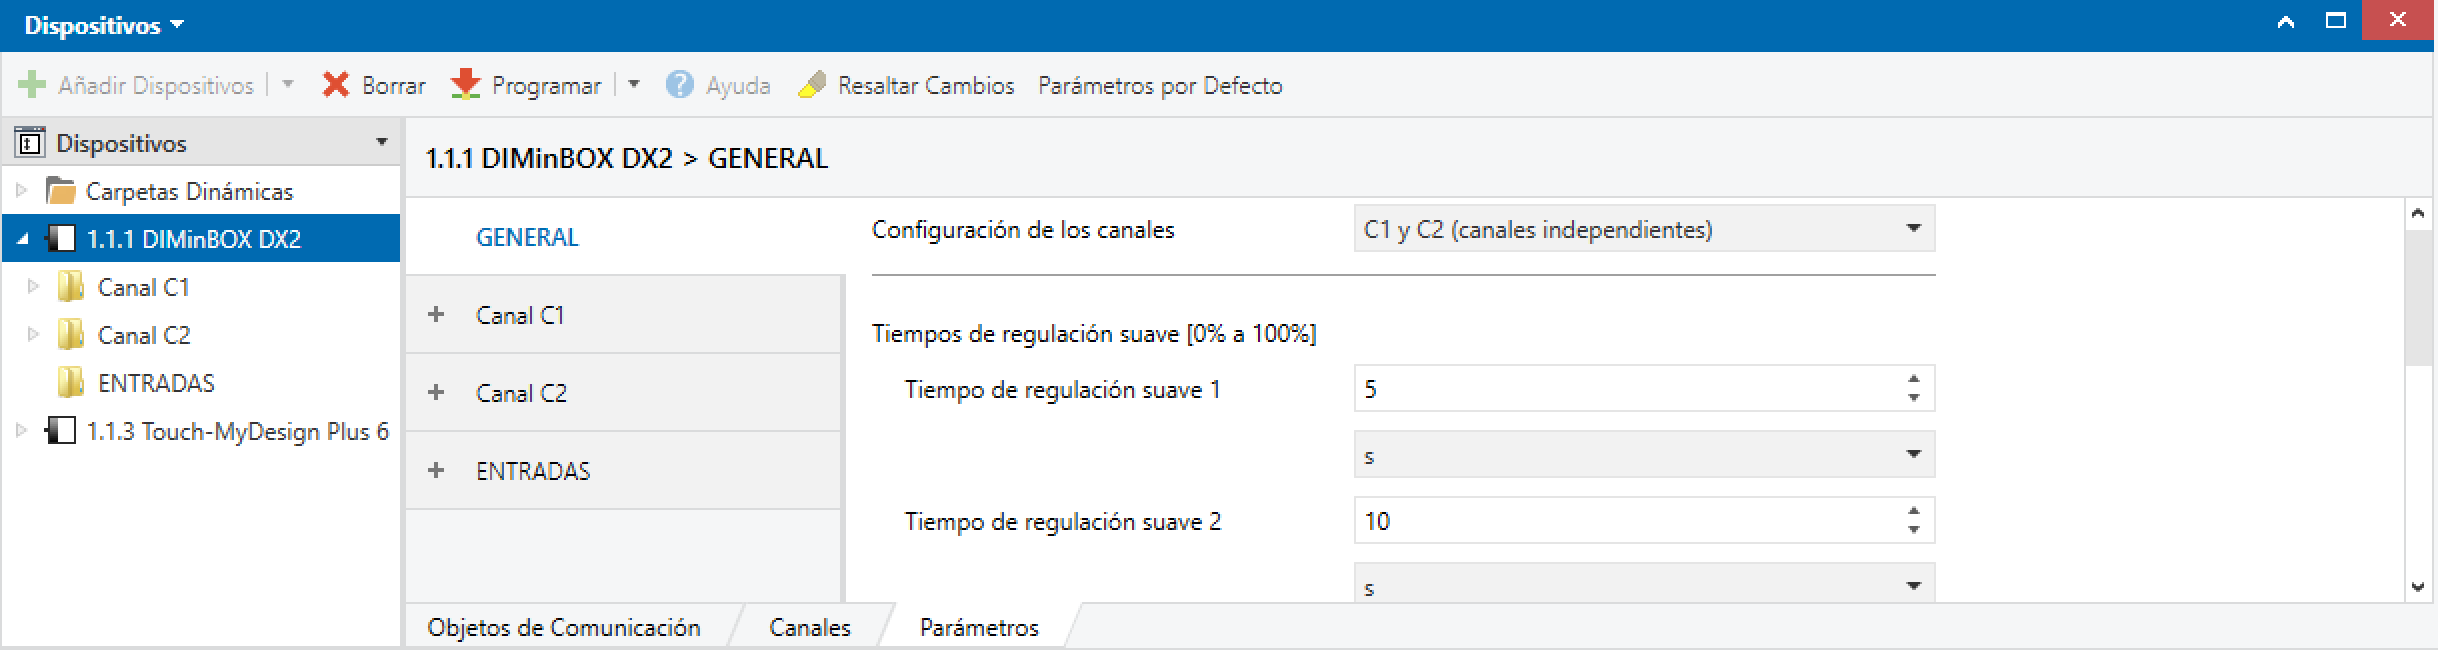 Dispositivos
Añadir Dispositivos Borrar Programar Ayuda Resaltar Cambios Parámetros por Defecto
Dispositivos
Carpetas Dinámicas
1.1.1 DIMinBOX DX2
Canal C1
Canal C2
ENTRADAS
1.1.3 Touch-MyDesign Plus 6
1.1.1 DIMinBOX DX2 > GENERAL
GENERAL
Canal C1
Canal C2
ENTRADAS
Configuración de los canales C1 y C2 (canales independientes)
Tiempos de regulación suave [0% a 100%]
Tiempo de regulación suave 1 5
s
Tiempo de regulación suave 2 10
s
Objetos de Comunicación Canales Parámetros